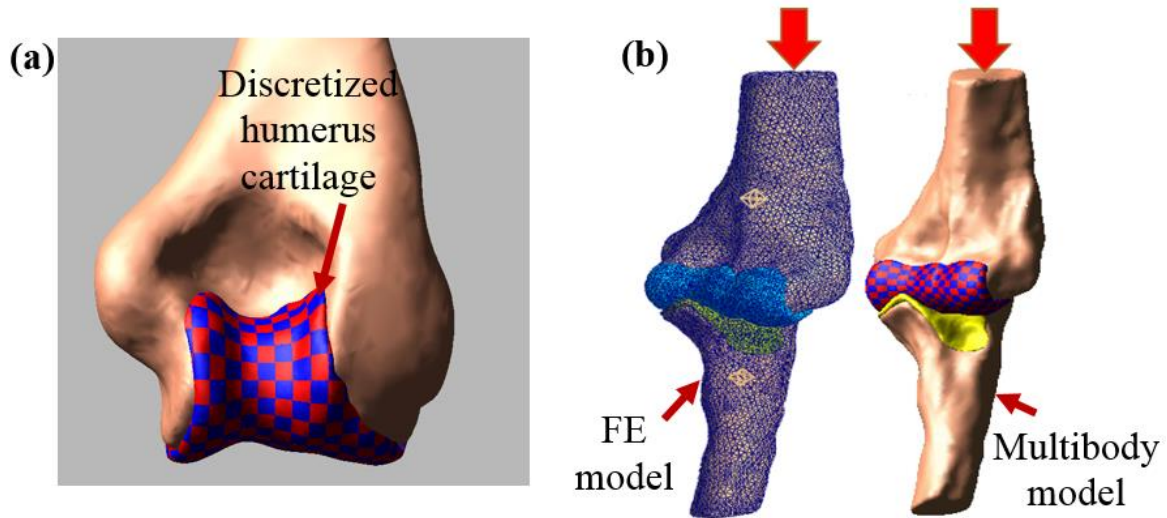 (a)
Discretized
humerus
cartilage
(b)
FE
model
Multibody
model